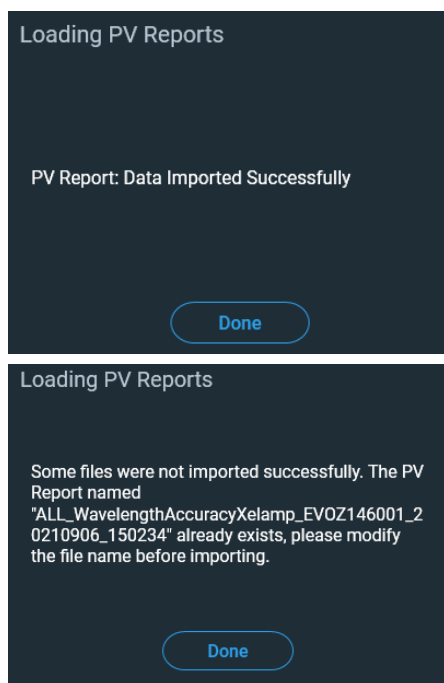 Loading PV Reports
PV Report: Data Imported Successfully
Done
Loading PV Reports
Some files were not imported successfully. The PV
Report named
"ALL_WavelengthAccuracyXelamp_EVOZ146001_2
0210906_150234" already exists, please modify
the file name before importing.
Done